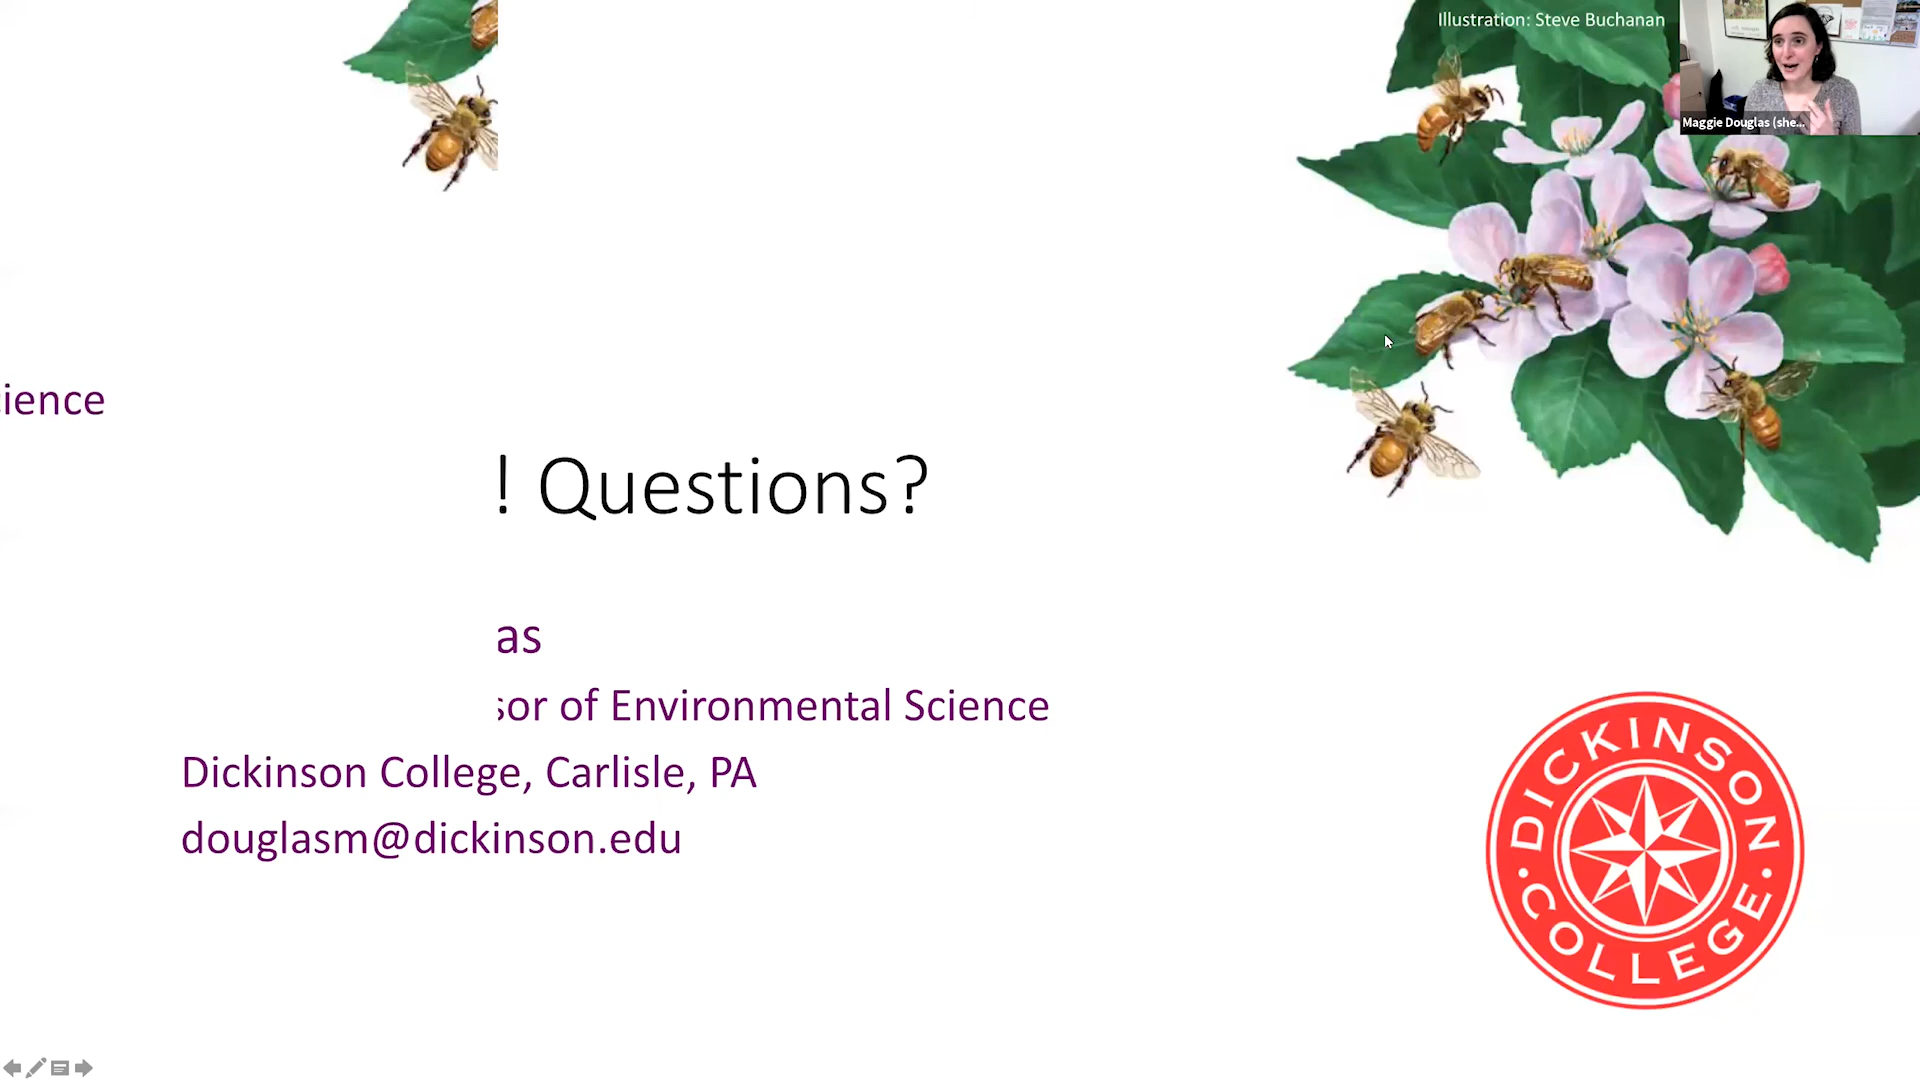 Illustration: Steve Buchanan
Maggie Douglas (she...
ience
! Questions?
as
sor of Environmental Science
Dickinson College, Carlisle, PA
douglasm@dickinson.edu
DICKINSON
COLLEGE